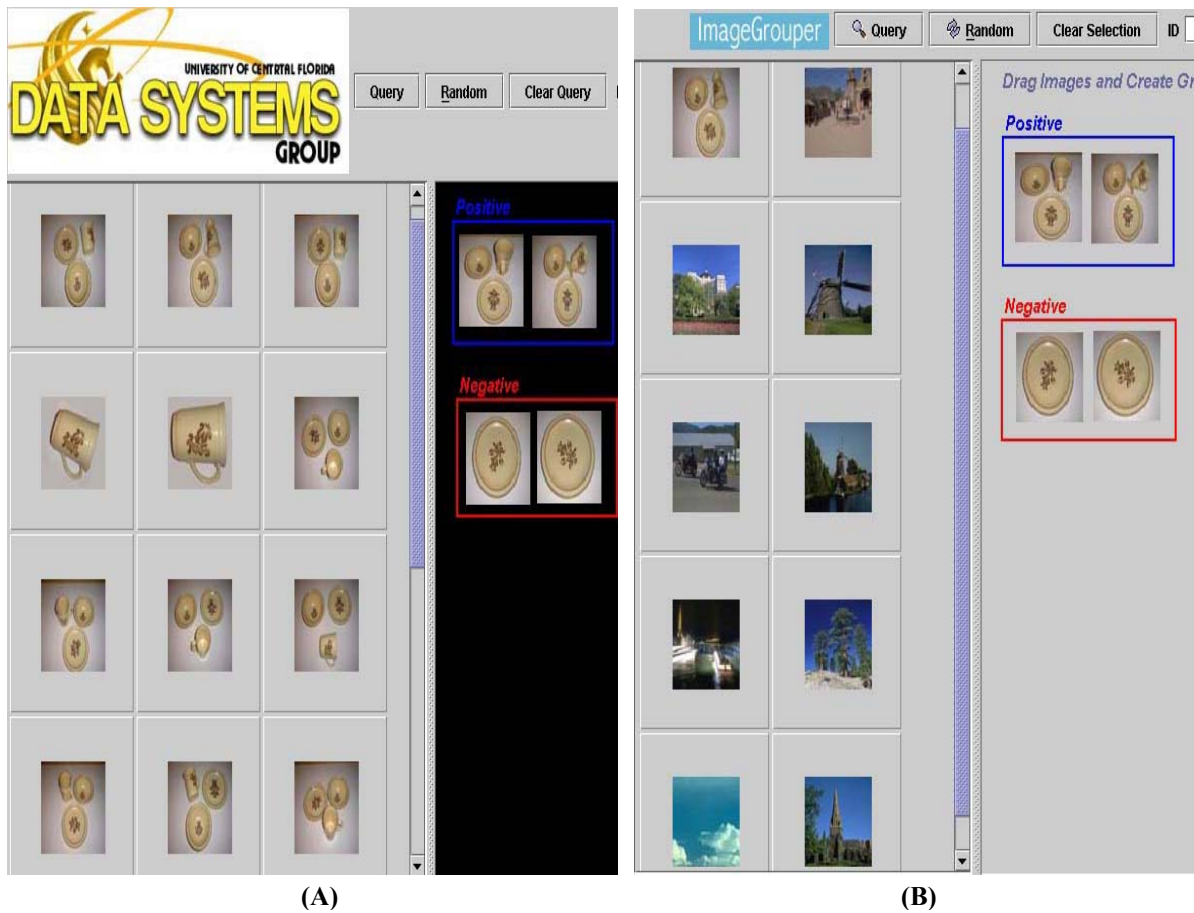 UNIVERSITY OF CENTRTAL FLORIDA
DATA SYSTEMS
GROUP
Query
Random
Clear Query
Positive
Negative
(A)
ImageGrouper
Query
Random
Clear Selection
ID
Drag Images and Create Gr
Positive
Negative
(B)